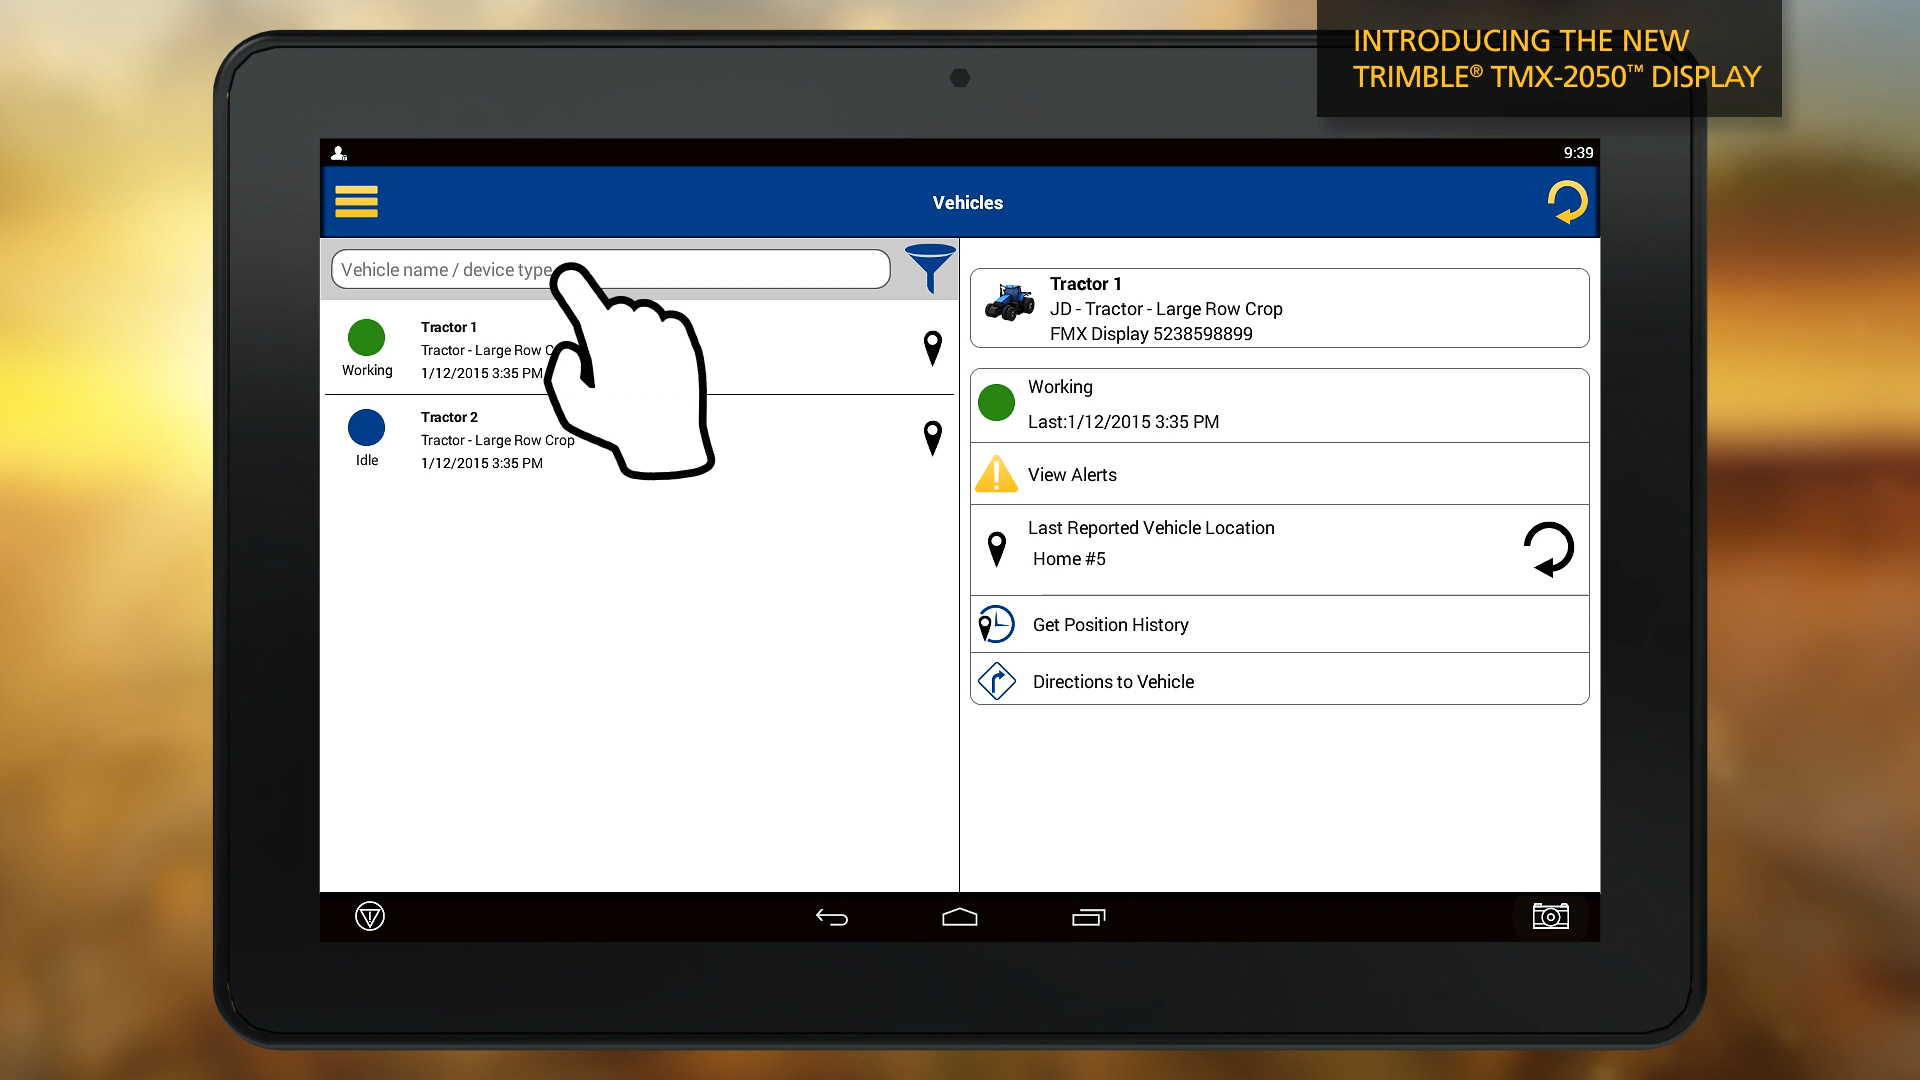 INTRODUCING THE NEW
TRIMBLE® TMX-2050™ DISPLAY
9:39
Vehicles
Vehicle name / device type
Tractor 1
Tractor - Large Row C
1/12/2015 3:35 PM
Working
Tractor 2
Tractor - Large Row Crop
1/12/2015 3:35 PM
Idle
Tractor 1
JD - Tractor - Large Row Crop
FMX Display 5238598899
Working
Last:1/12/2015 3:35 PM
View Alerts
Last Reported Vehicle Location
Home #5
Get Position History
Directions to Vehicle